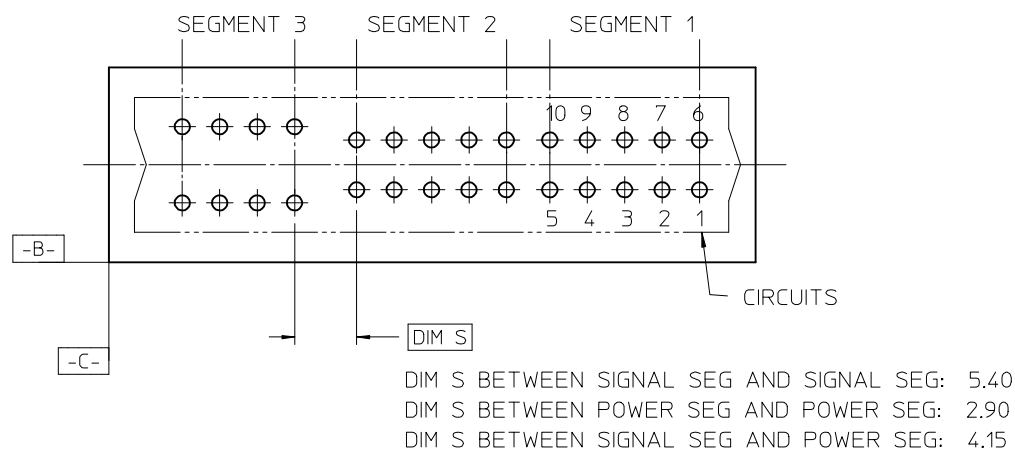 SEGMENT 3 SEGMENT 2 SEGMENT 1
10 9 8 7 6
5 4 3 2 1
-B-
CIRCUITS
DIM S
-C-
DIM S BETWEEN SIGNAL SEG AND SIGNAL SEG: 5.40
DIM S BETWEEN POWER SEG AND POWER SEG: 2.90
DIM S BETWEEN SIGNAL SEG AND POWER SEG: 4.15